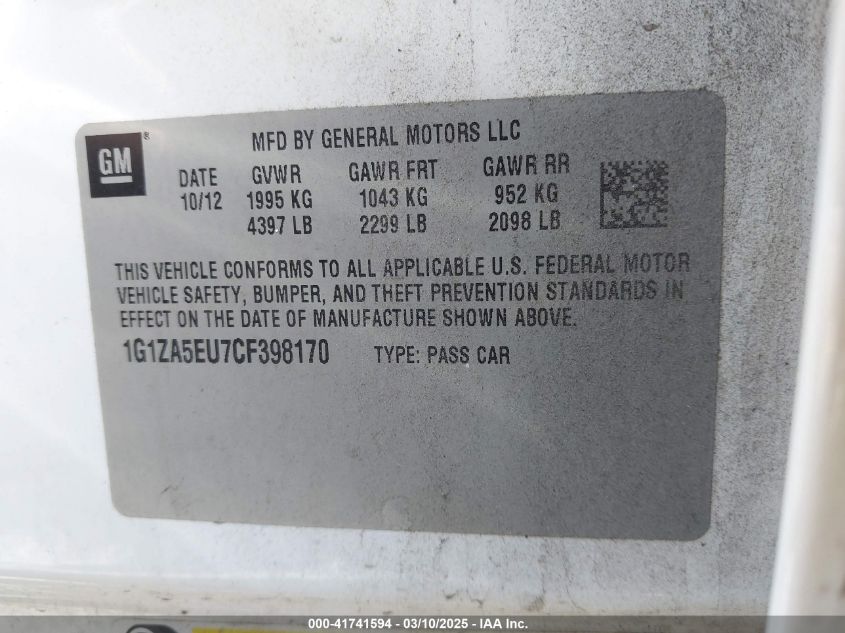 GM ®
MFD BY GENERAL MOTORS LLC
DATE GVWR GAWR FRT GAWR RR
10/12 1995 KG 1043 KG 952 KG
4397 LB 2299 LB 2098 LB
THIS VEHICLE CONFORMS TO ALL APPLICABLE U.S. FEDERAL MOTOR
VEHICLE SAFETY, BUMPER, AND THEFT PREVENTION STANDARDS IN
EFFECT ON THE DATE OF MANUFACTURE SHOWN ABOVE.
1G1ZA5EU7CF398170 TYPE: PASS CAR
000-41741594 - 03/10/2025 - IAA Inc.